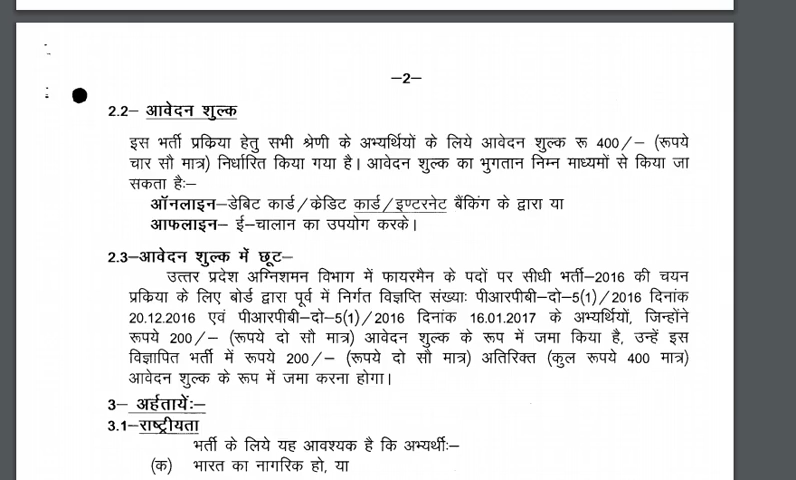 –2–
2.2– आवेदन शुल्क
इस भर्ती प्रकिया हेतु सभी श्रेणी के अभ्यर्थियों के लिये आवेदन शुल्क रू 400/– (रूपये
चार सौ मात्र) निर्धारित किया गया है। आवेदन शुल्क का भुगतान निम्न माध्यमों से किया जा
सकता हैः–
ऑनलाइन–डेबिट कार्ड/क्रेडिट कार्ड/इण्टरनेट बैंकिंग के द्वारा या
आफलाइन– ई–चालान का उपयोग करके।
2.3–आवेदन शुल्क में छूट–
उत्तर प्रदेश अग्निशमन विभाग में फायरमैन के पदों पर सीधी भर्ती–2016 की चयन
प्रकिया के लिए बोर्ड द्वारा पूर्व में निर्गत विज्ञप्ति संख्याः पीआरपीबी–दो–5(1)/2016 दिनांक
20.12.2016 एवं पीआरपीबी–दो–5(1)/2016 दिनांक 16.01.2017 के अभ्यर्थियों, जिन्होंने
रूपये 200/– (रूपये दो सौ मात्र) आवेदन शुल्क के रूप में जमा किया है, उन्हें इस
विज्ञापित भर्ती में रूपये 200/– (रूपये दो सौ मात्र) अतिरिक्त (कुल रूपये 400 मात्र)
आवेदन शुल्क के रूप में जमा करना होगा।
3– अर्हतायेंः–
3.1–राष्ट्रीयता
भर्ती के लिये यह आवश्यक है कि अभ्यर्थीः–
(क) भारत का नागरिक हो, या